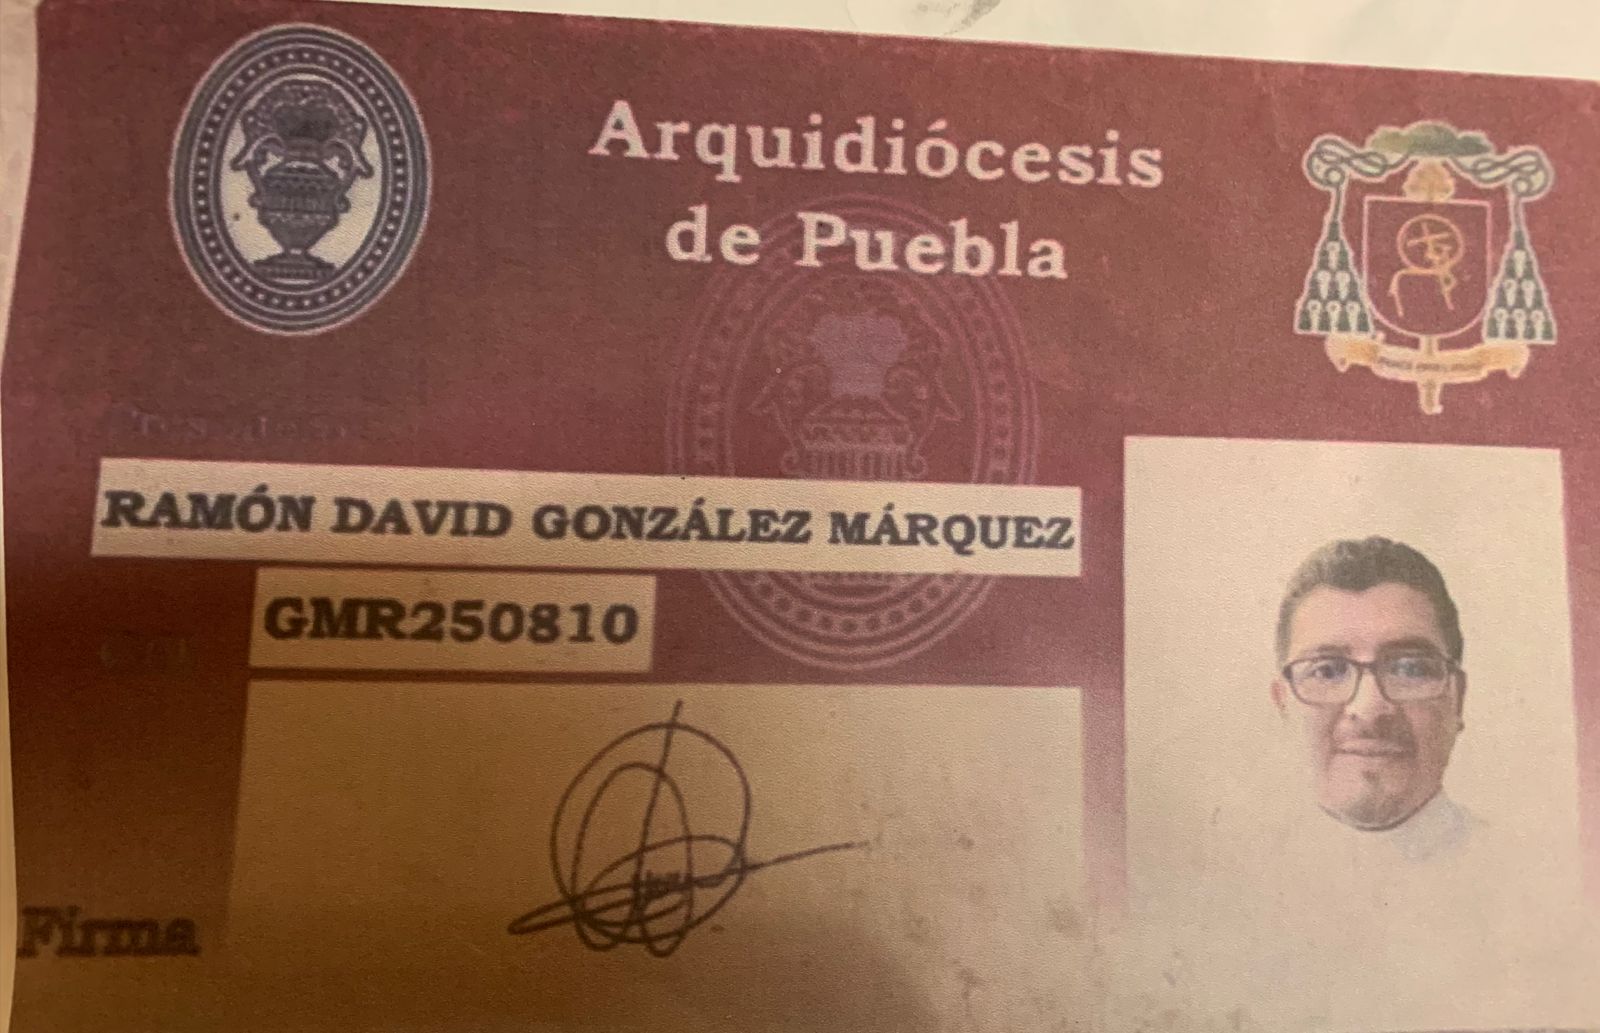 Arquidiócesis
de Puebla
RAMÓN DAVID GONZÁLEZ MÁRQUEZ
GMR250810
Firma